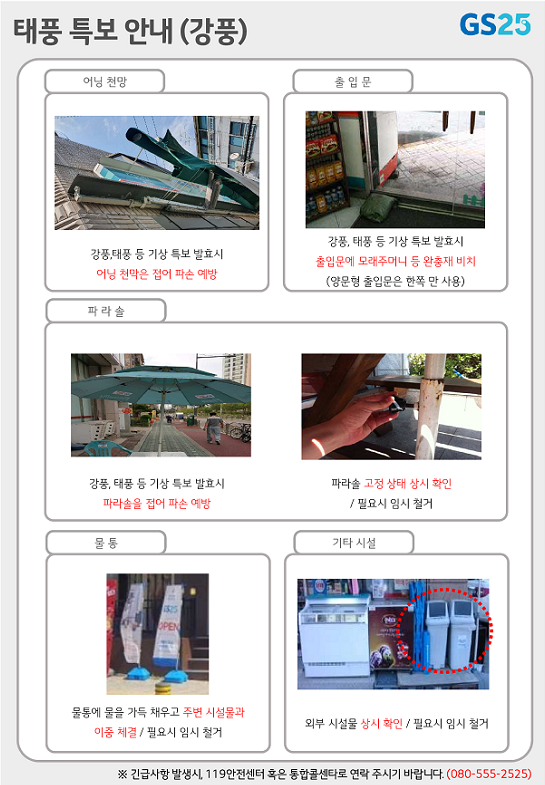 태풍 특보 안내 (강풍)
GS25
어닝 천막
출 입 문
강풍,태풍 등 기상 특보 발효시
어닝 천막은 접어 파손 예방
강풍, 태풍 등 기상 특보 발효시
출입문에 모래주머니 등 완충재 비치
(양문형 출입문은 한쪽 만 사용)
파 라 솔
강풍, 태풍 등 기상 특보 발효시
파라솔을 접어 파손 예방
파라솔 고정 상태 상시 확인
/ 필요시 임시 철거
물 통
기타 시설
GS25
OPEN
물통에 물을 가득 채우고 주변 시설물과
이중 체결 / 필요시 임시 철거
외부 시설물 상시 확인 / 필요시 임시 철거
※ 긴급사항 발생시, 119안전센터 혹은 통합콜센타로 연락 주시기 바랍니다. (080-555-2525)